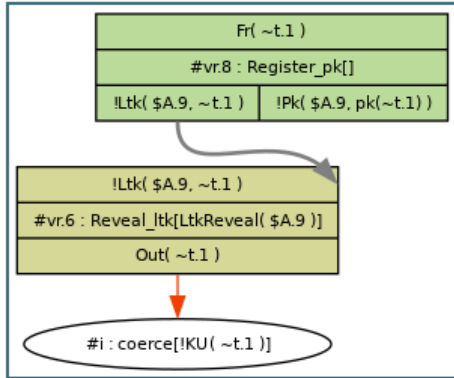 Fr( ~t.1 )
#vr.8 : Register_pk[]
!Ltk( $A.9, ~t.1 ) !Pk( $A.9, pk(~t.1) )
!Ltk( $A.9, ~t.1 )
#vr.6 : Reveal_ltk[LtkReveal( $A.9 )]
Out( ~t.1 )
#i : coerce[!KU( ~t.1 )]